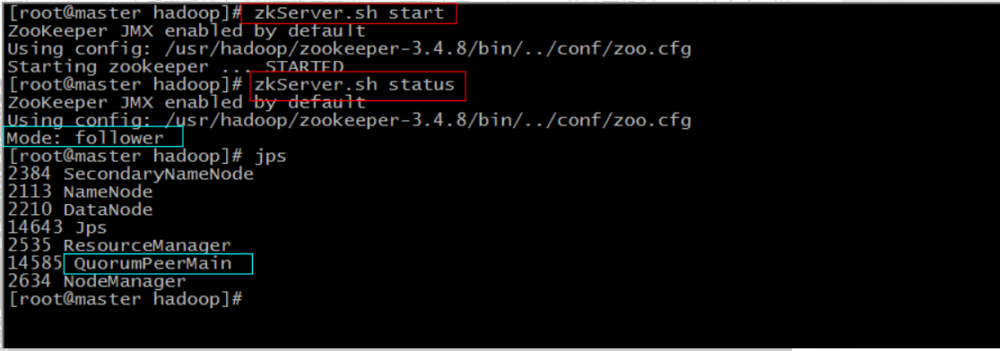 [root@master hadoop]# zkServer.sh start
ZooKeeper JMX enabled by default
Using config: /usr/hadoop/zookeeper-3.4.8/bin/../conf/zoo.cfg
Starting zookeeper ... STARTED
[root@master hadoop]# zkServer.sh status
ZooKeeper JMX enabled by default
Using config: /usr/hadoop/zookeeper-3.4.8/bin/../conf/zoo.cfg
Mode: follower
[root@master hadoop]# jps
2384 SecondaryNameNode
2113 NameNode
2210 DataNode
14643 Jps
2535 ResourceManager
14585 QuorumPeerMain
2634 NodeManager
[root@master hadoop]#